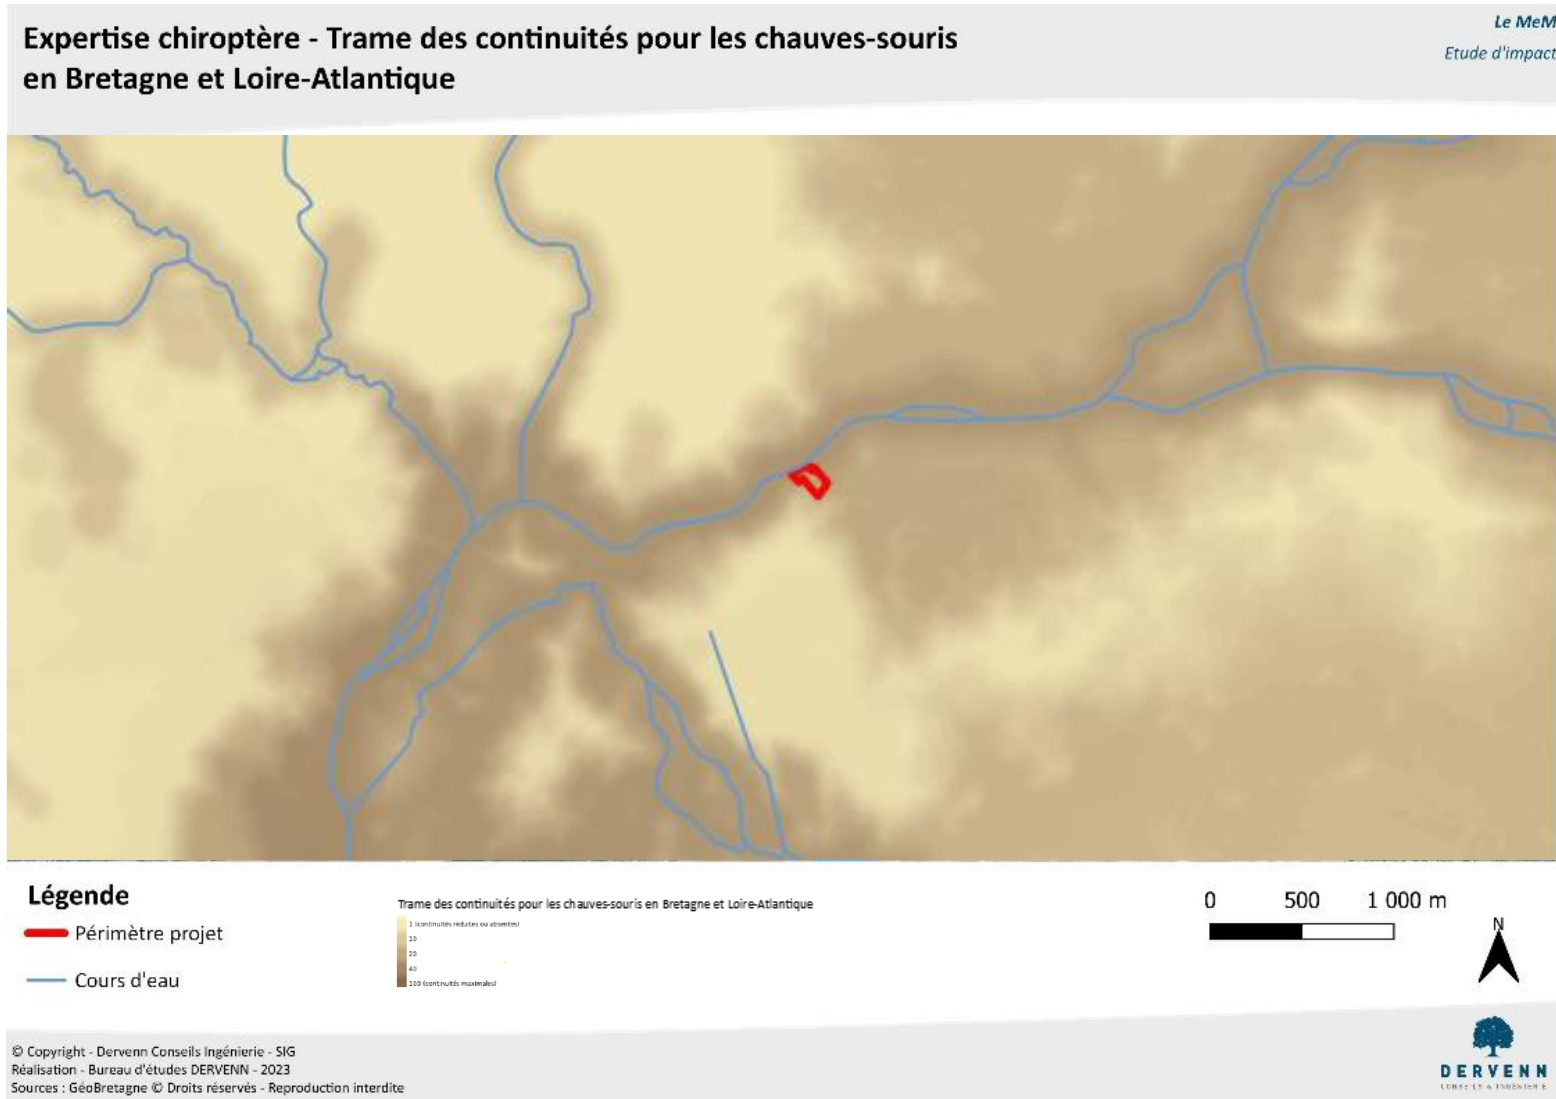 Expertise chiroptère - Trame des continuités pour les chauves-souris
en Bretagne et Loire-Atlantique
Le MeM
Etude d'impact
Légende
Périmètre projet
Cours d'eau
Trame des continuités pour les chauves-souris en Bretagne et Loire-Atlantique
1 (continuités réduites ou absentes)
10
20
40
100 (continuités maximales)
0 500 1 000 m
N
© Copyright - Dervenn Conseils Ingénierie - SIG
Réalisation - Bureau d'études DERVENN - 2023
Sources : GéoBretagne © Droits réservés - Reproduction interdite
DERVENN
CONSEILS & INGÉNIERIE